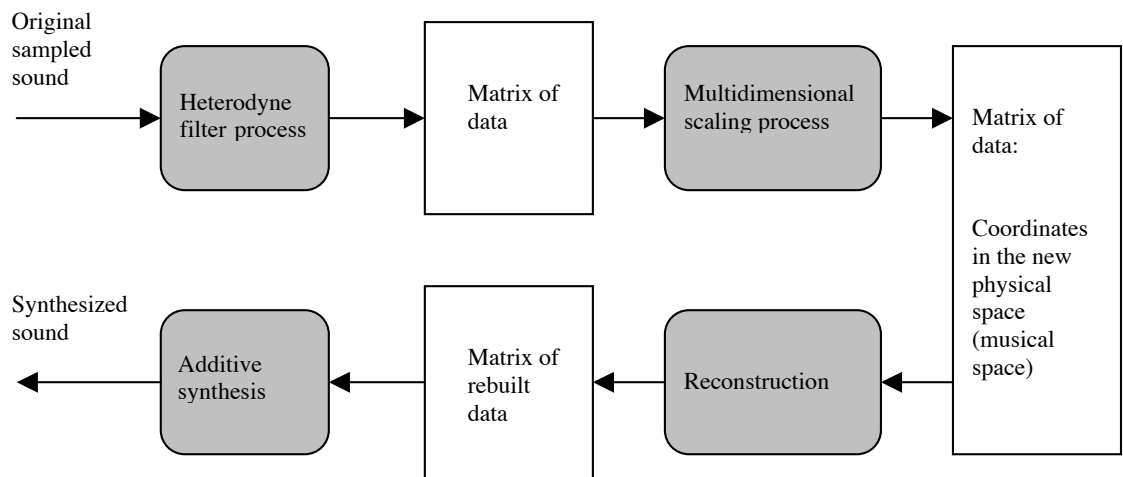 Original
sampled
sound
Heterodyne
filter process
Matrix of
data
Multidimensional
scaling process
Matrix of
data:
Coordinates
in the new
physical
space
(musical
space)
Synthesized
sound
Additive
synthesis
Matrix of
rebuilt
data
Reconstruction